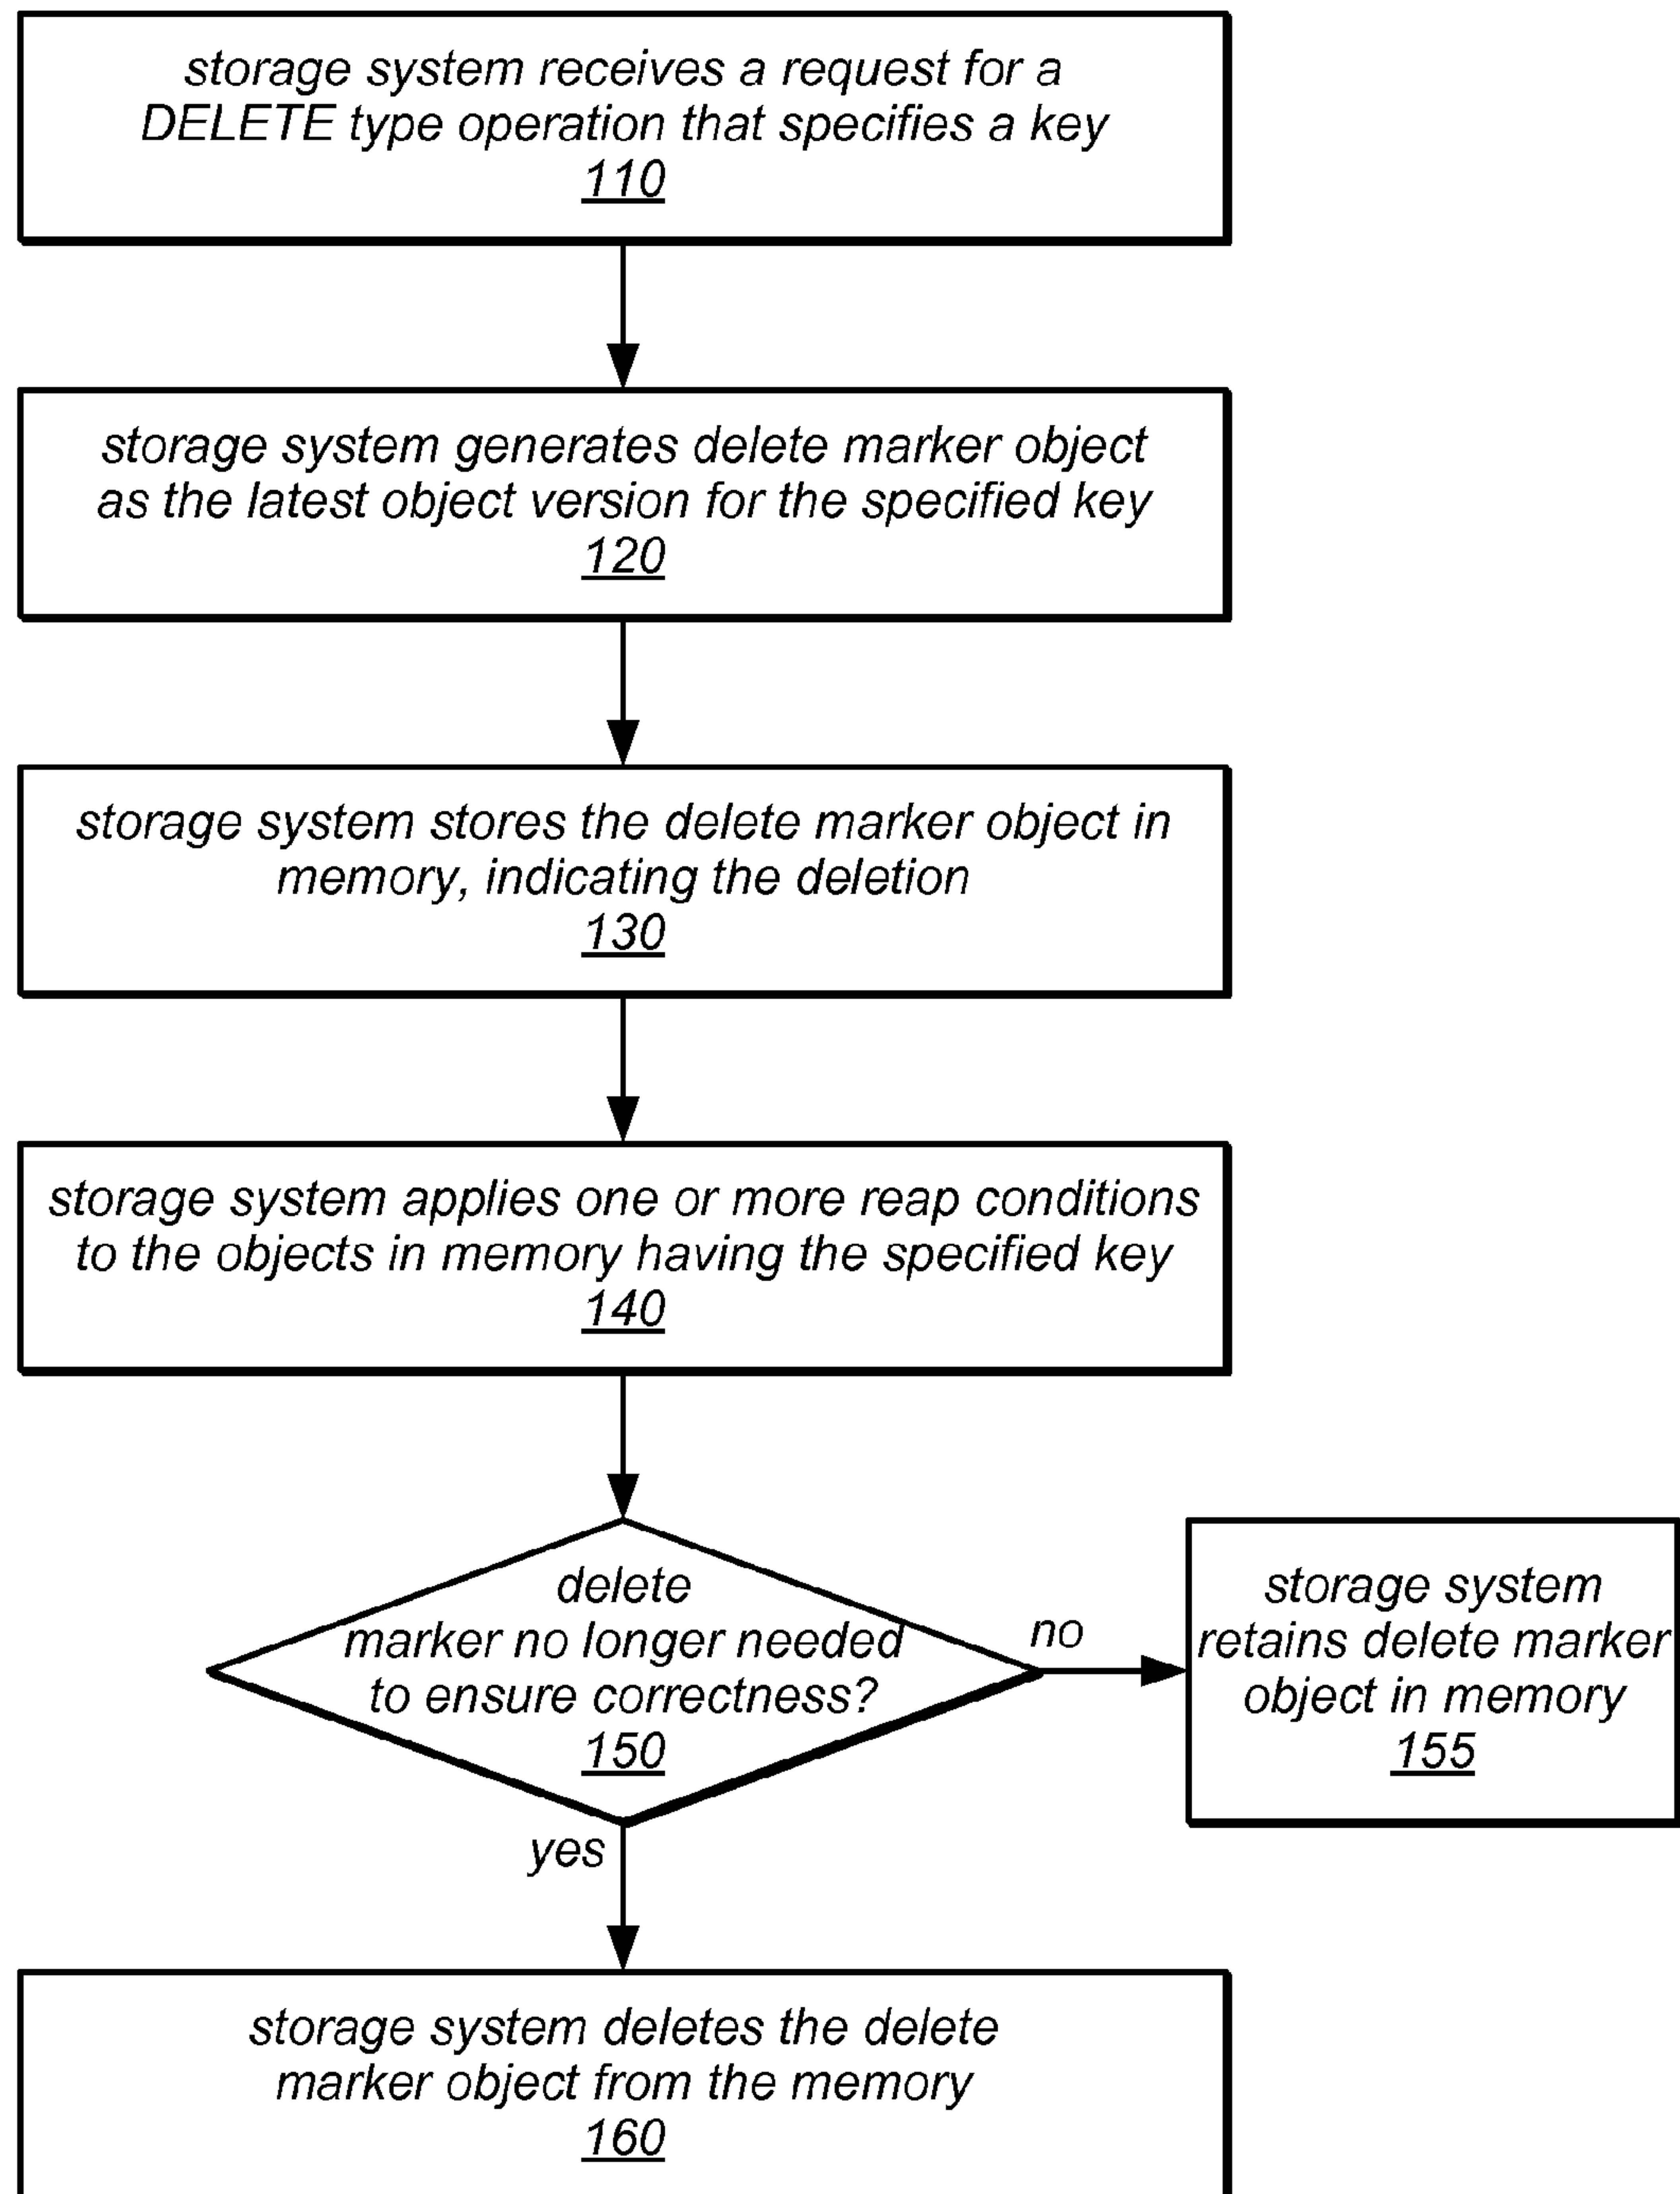 storage system receives a request for a
DELETE type operation that specifies a key
110
storage system generates delete marker object
as the latest object version for the specified key
120
storage system stores the delete marker object in
memory, indicating the deletion
130
storage system applies one or more reap conditions
to the objects in memory having the specified key
140
delete
marker no longer needed
to ensure correctness?
150
no
storage system
retains delete marker
object in memory
155
yes
storage system deletes the delete
marker object from the memory
160